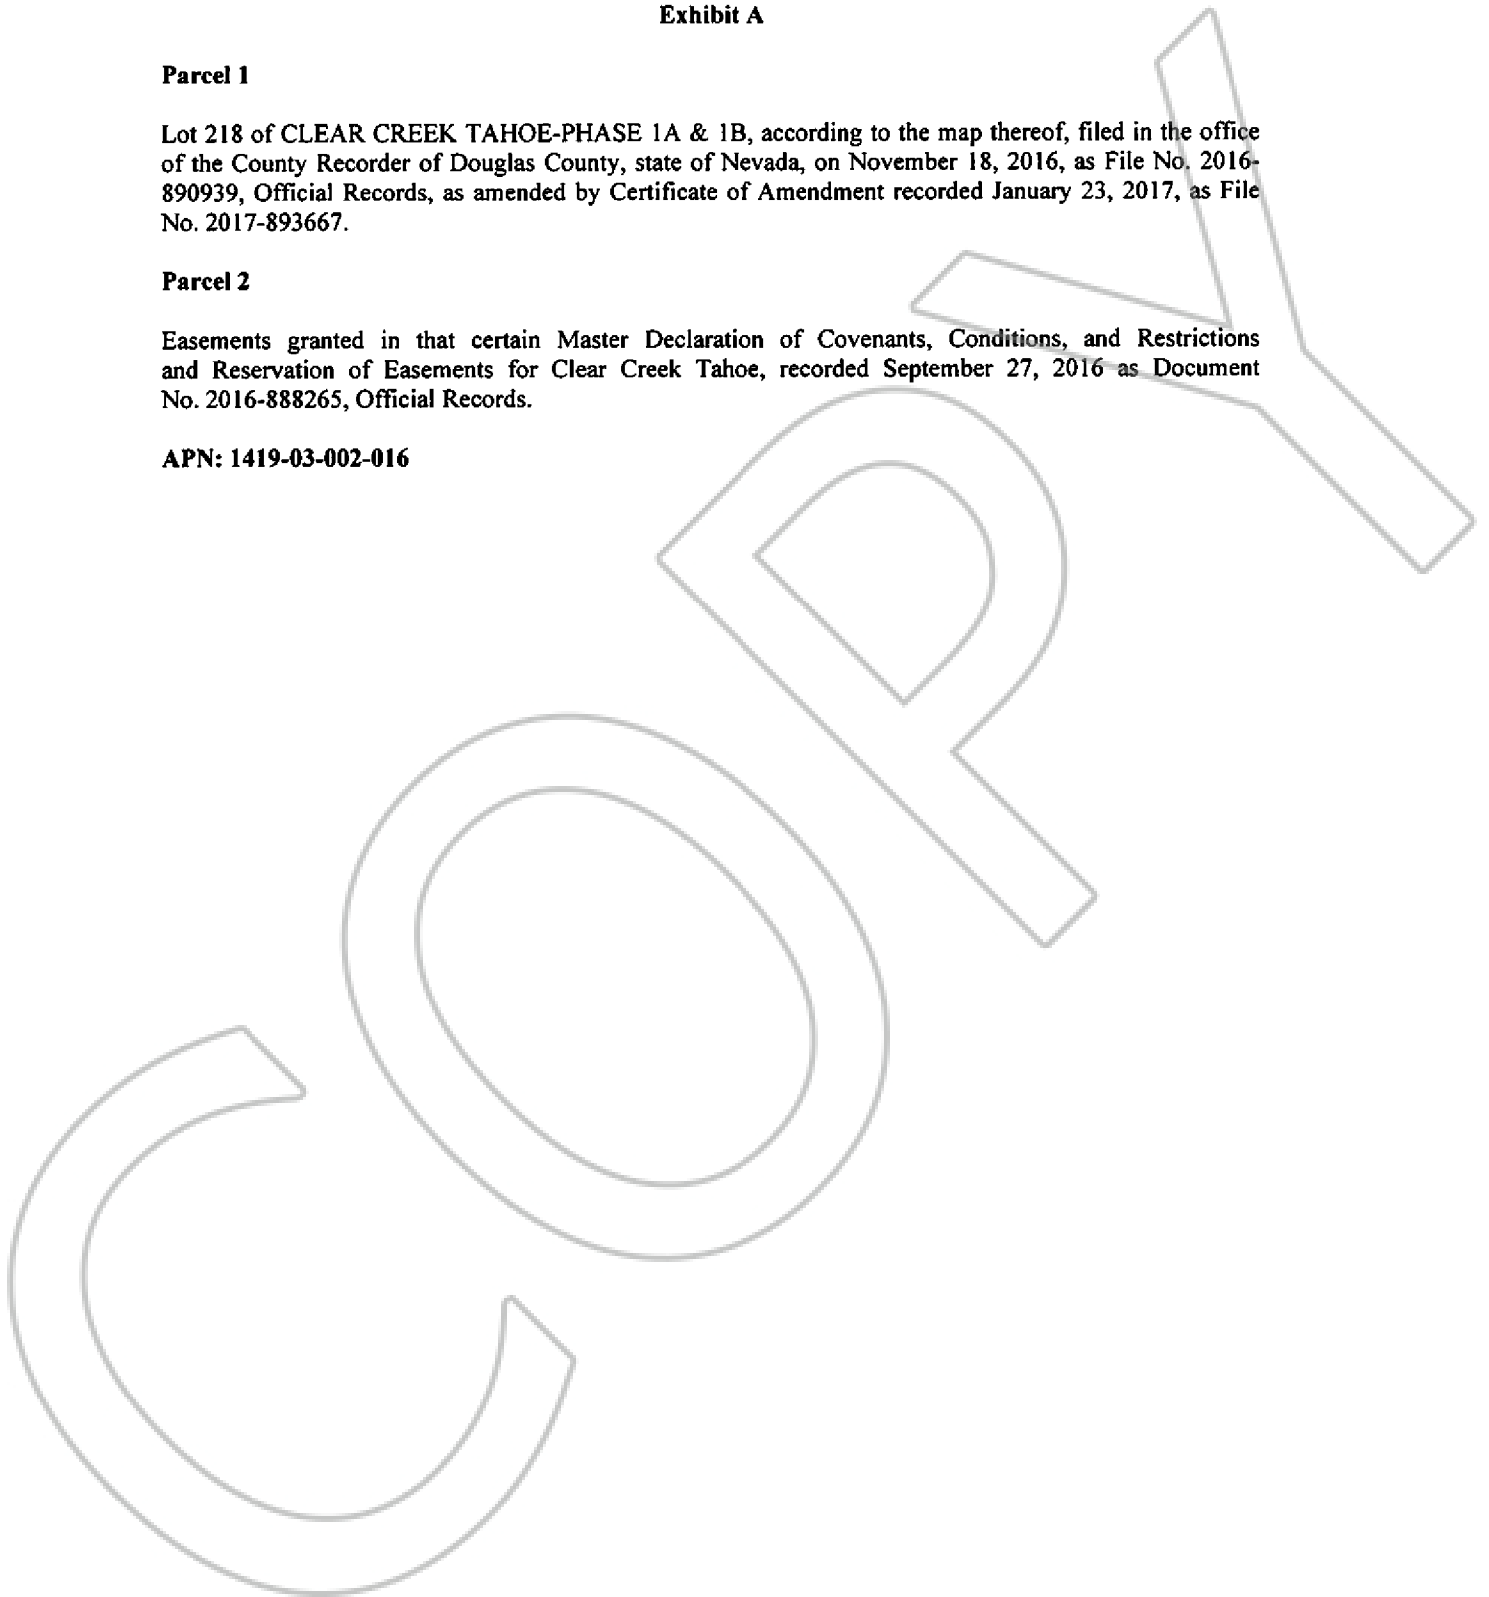 Exhibit A
Parcel 1
Lot 218 of CLEAR CREEK TAHOE-PHASE 1A & 1B, according to the map thereof, filed in the office
of the County Recorder of Douglas County, state of Nevada, on November 18, 2016, as File No. 2016-
890939, Official Records, as amended by Certificate of Amendment recorded January 23, 2017, as File
No. 2017-893667.
Parcel 2
Easements granted in that certain Master Declaration of Covenants, Conditions, and Restrictions
and Reservation of Easements for Clear Creek Tahoe, recorded September 27, 2016 as Document
No. 2016-888265, Official Records.
APN: 1419-03-002-016
COPY